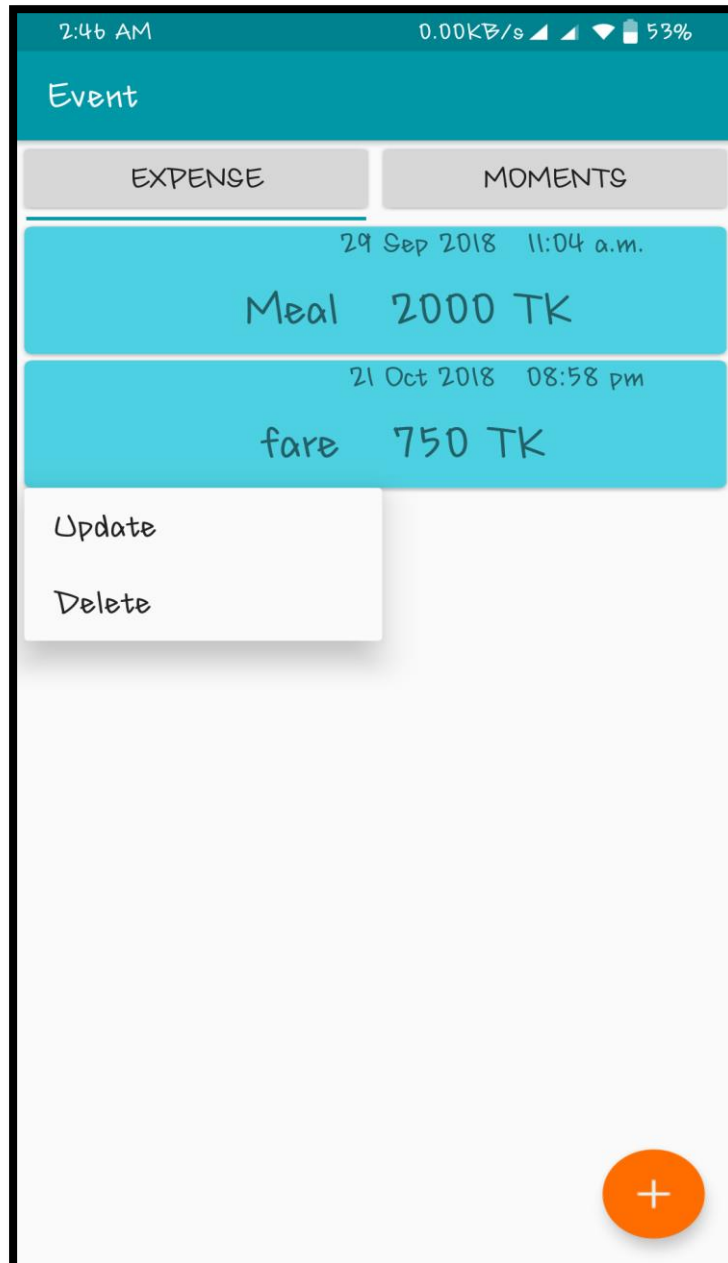 2:46 AM 0.00KB/s 53%
Event
EXPENSE MOMENTS
29 Sep 2018 11:04 a.m.
Meal 2000 TK
21 Oct 2018 08:58 pm
fare 750 TK
Update
Delete
+